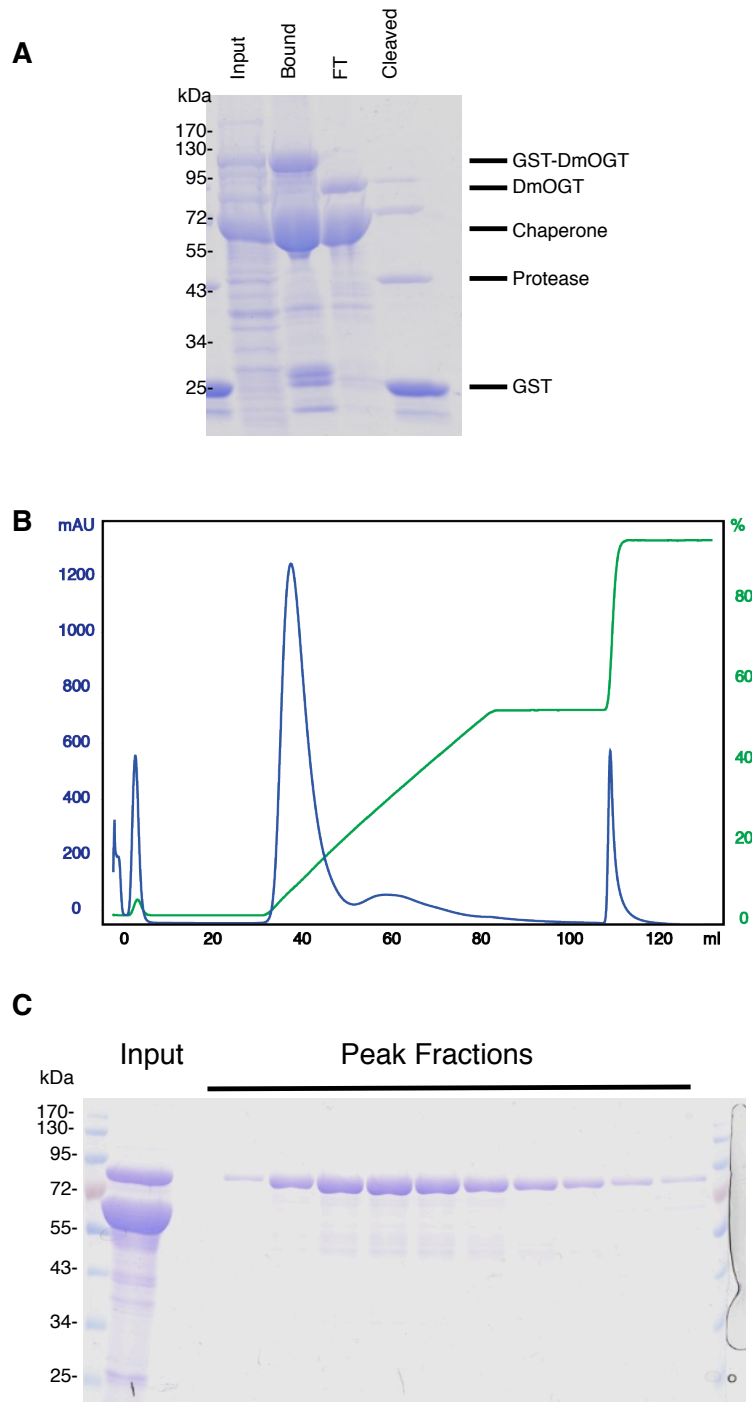 A
Input
Bound
FT
Cleaved
kDa
170-
130-
95-
72-
55-
43-
34-
25-
GST-DmOGT
DmOGT
Chaperone
Protease
GST
B
mAU
1200
1000
800
600
400
200
0
%
80
60
40
20
0
0 20 40 60 80 100 120 ml
C
Input
Peak Fractions
kDa
170-
130-
95-
72-
55-
43-
34-
25-